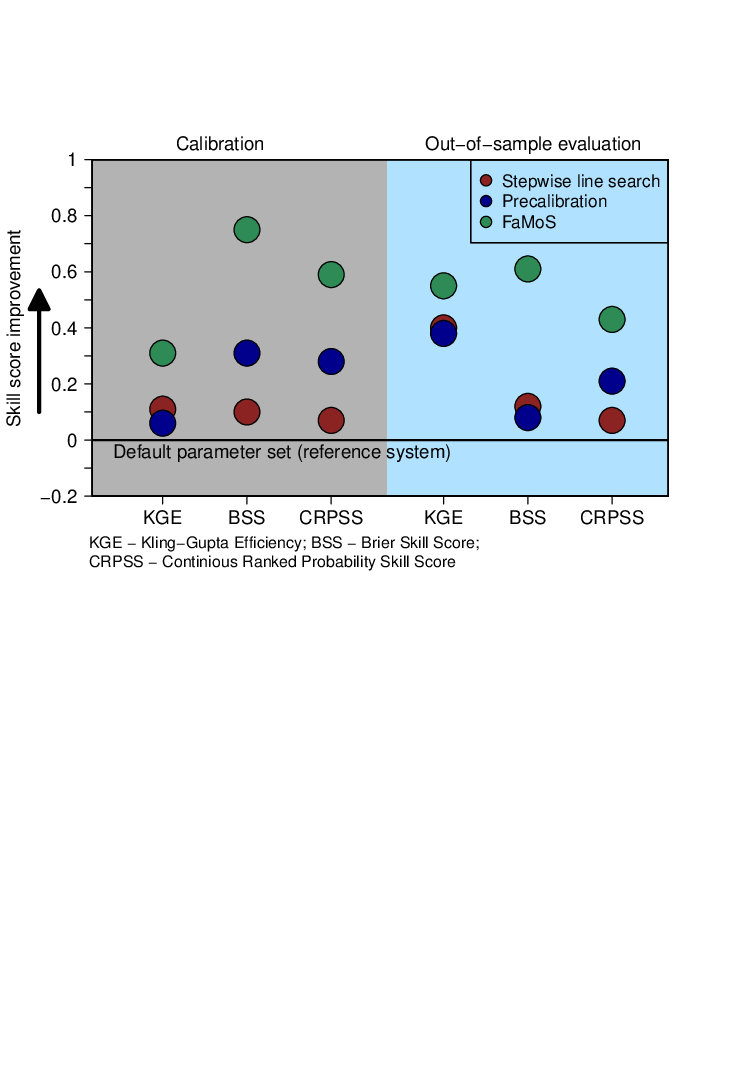 Calibration
Out−of−sample evaluation
Skill score improvement
1
0.8
0.6
0.4
0.2
0
−0.2
Stepwise line search
Precalibration
FaMoS
Default parameter set (reference system)
KGE BSS CRPSS KGE BSS CRPSS
KGE − Kling−Gupta Efficiency; BSS − Brier Skill Score;
CRPSS − Continious Ranked Probability Skill Score